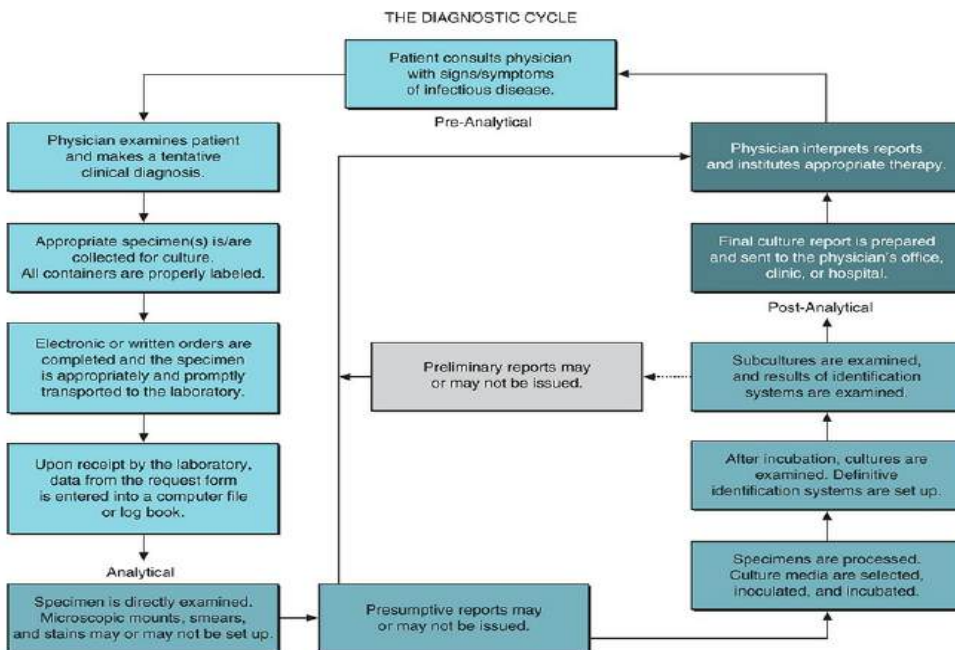 THE DIAGNOSTIC CYCLE
Patient consults physician
with signs/symptoms
of infectious disease.
Pre-Analytical
Physician examines patient
and makes a tentative
clinical diagnosis.
Appropriate specimen(s) is/are
collected for culture.
All containers are properly labeled.
Electronic or written orders are
completed and the specimen
is appropriately and promptly
transported to the laboratory.
Upon receipt by the laboratory,
data from the request form
is entered into a computer file
or log book.
Analytical
Specimen is directly examined.
Microscopic mounts, smears,
and stains may or may not be set up.
Presumptive reports may
or may not be issued.
Specimens are processed.
Culture media are selected,
inoculated, and incubated.
After incubation, cultures are
examined. Definitive
identification systems are set up.
Subcultures are examined,
and results of identification
systems are examined.
Preliminary reports may
or may not be issued.
Post-Analytical
Final culture report is prepared
and sent to the physician's office,
clinic, or hospital.
Physician interprets reports
and institutes appropriate therapy.